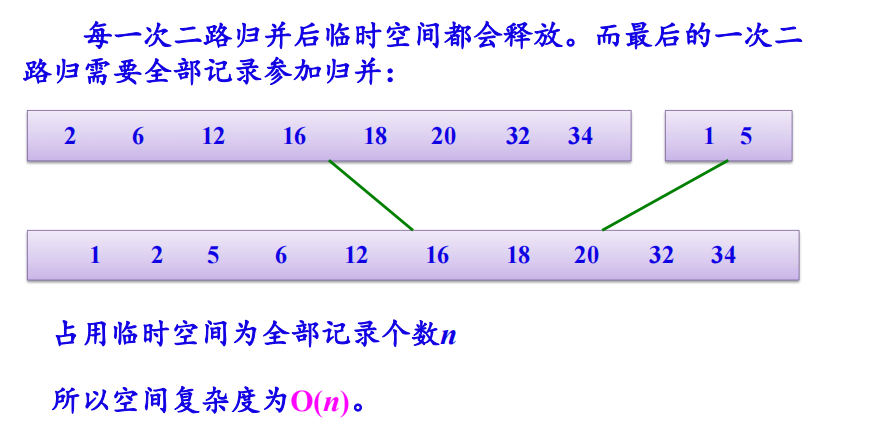 每一次二路归并后临时空间都会释放。而最后的一次二
路归需要全部记录参加归并：
2 6 12 16 18 20 32 34 1 5
1 2 5 6 12 16 18 20 32 34
占用临时空间为全部记录个数n
所以空间复杂度为O(n)。